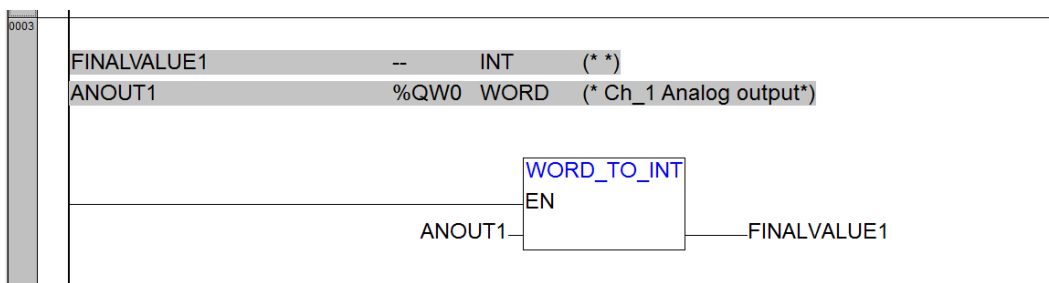 0003
FINALVALUE1 -- INT (* *)
ANOUT1 %QW0 WORD (* Ch_1 Analog output*)
WORD_TO_INT
EN
ANOUT1 FINALVALUE1